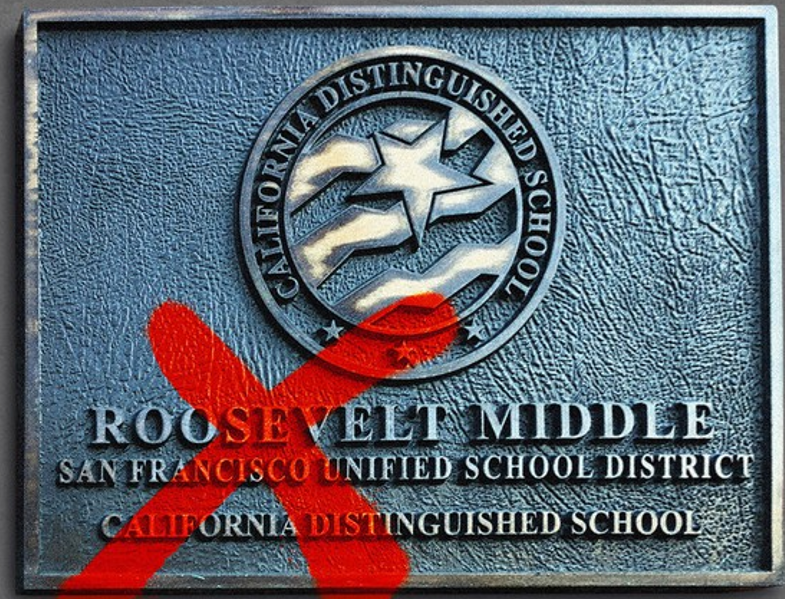 CALIFORNIA DISTINGUISHED SCHOOL
ROOSEVELT MIDDLE
SAN FRANCISCO UNIFIED SCHOOL DISTRICT
CALIFORNIA DISTINGUISHED SCHOOL